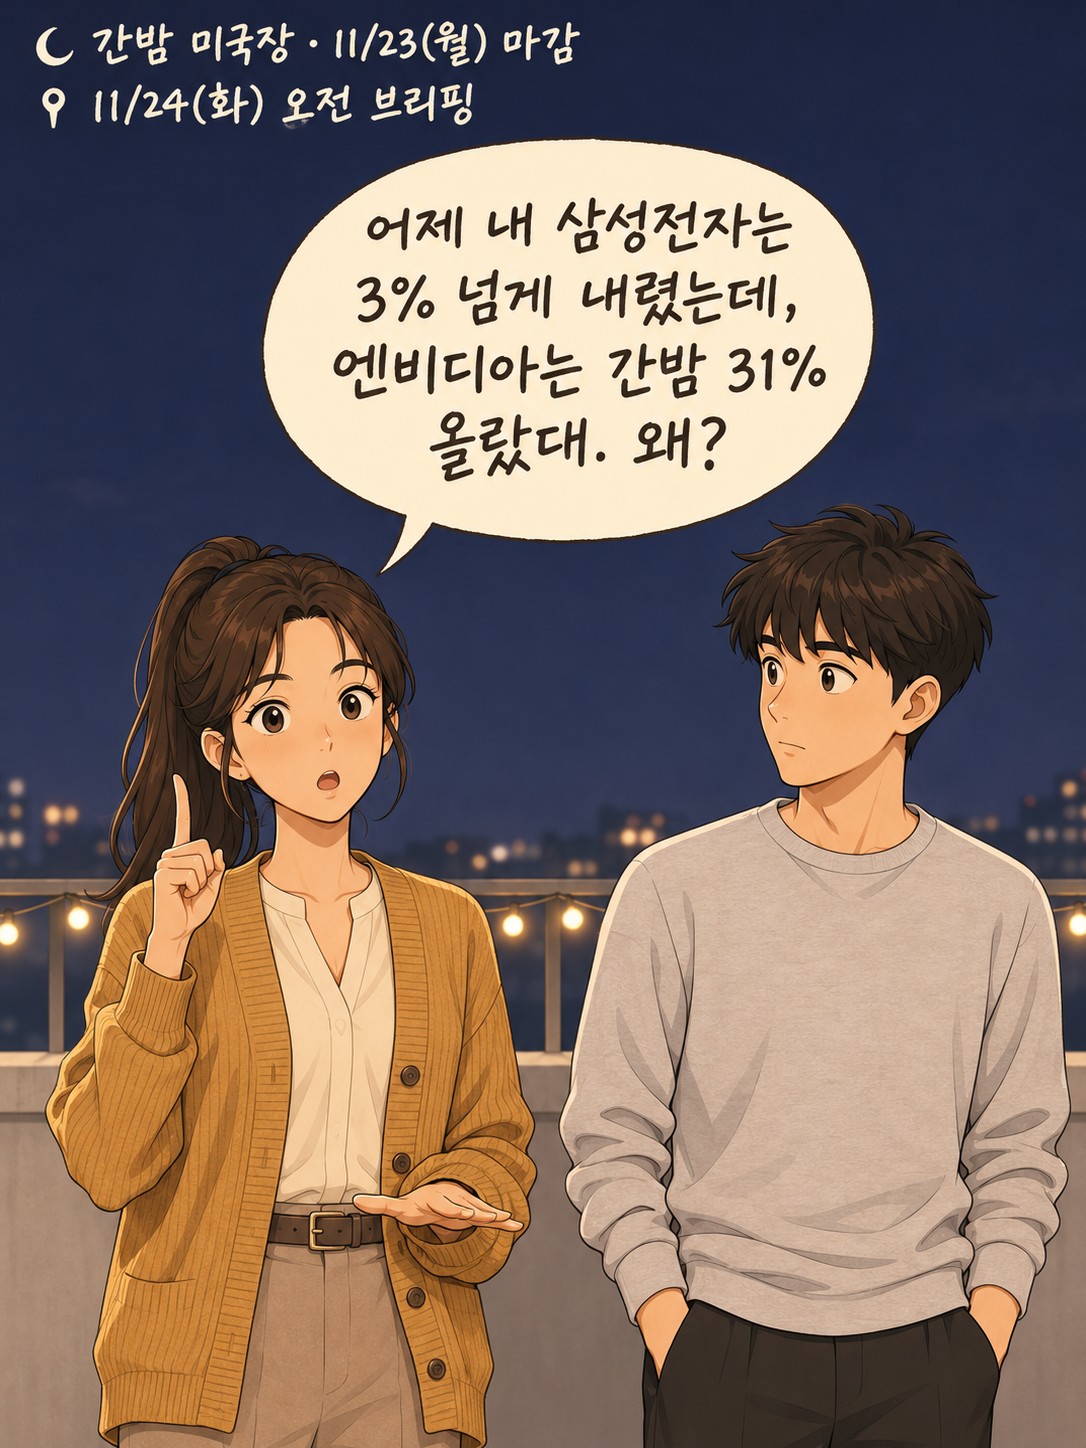 간밤 미국장 · 11/23(월) 마감
11/24(화) 오전 브리핑
어제 내 삼성전자는
3% 넘게 내렸는데,
엔비디아는 간밤 31%
올랐대. 왜?